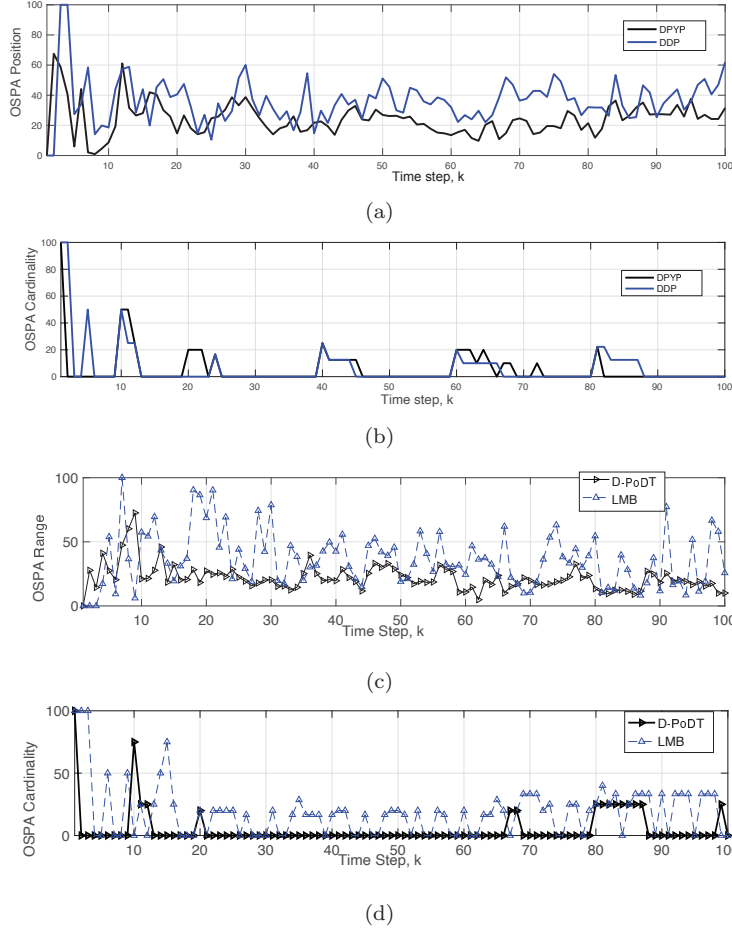 100
80
60
40
20
0
OSPA Position
DPYP
DDP
10 20 30 40 50 60 70 80 90 100
Time step, k
(a)
100
80
60
40
20
0
OSPA Cardinality
DPYP
DDP
10 20 30 40 50 60 70 80 90 100
Time step, k
(b)
100
50
0
OSPA Range
D-PoDT
LMB
10 20 30 40 50 60 70 80 90 100
Time Step, k
(c)
100
50
0
OSPA Cardinality
D-PoDT
LMB
10 20 30 40 50 60 70 80 90 100
Time Step, k
(d)